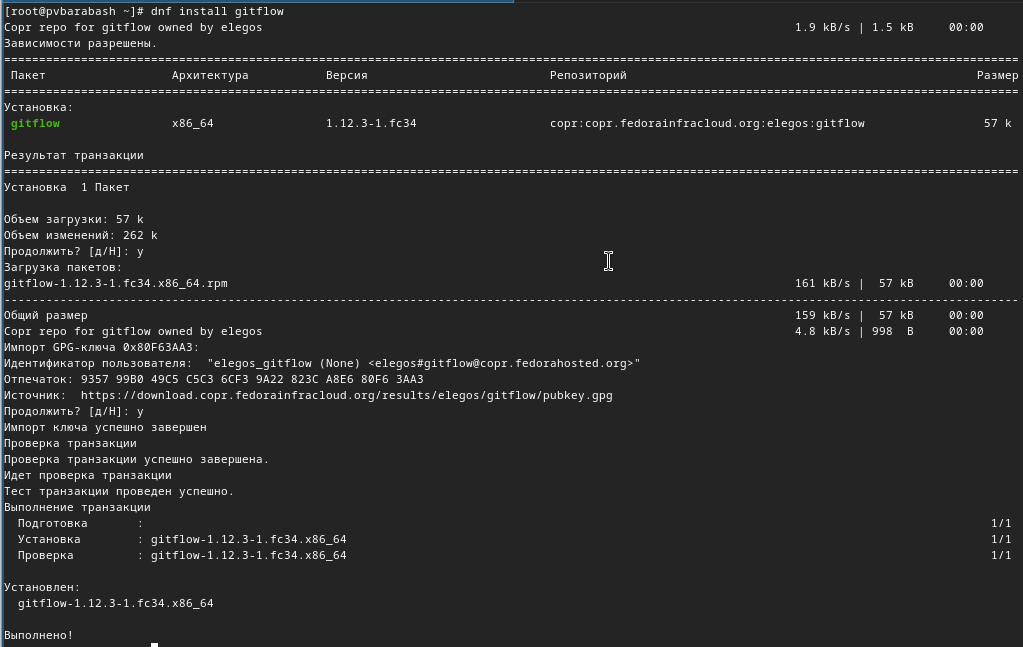 [root@pvbarabash ~]# dnf install gitflow
Copr repo for gitflow owned by elegos 1.9 kB/s | 1.5 kB 00:00
Зависимости разрешены.
Пакет Архитектура Версия Репозиторий Размер
Установка:
gitflow x86_64 1.12.3-1.fc34 copr:copr.fedorainfracloud.org:elegos:gitflow 57 k
Результат транзакции
Установка 1 Пакет
Объем загрузки: 57 k
Объем изменений: 262 k
Продолжить? [д/Н]: y
Загрузка пакетов:
gitflow-1.12.3-1.fc34.x86_64.rpm 161 kB/s | 57 kB 00:00
Общий размер 159 kB/s | 57 kB 00:00
Copr repo for gitflow owned by elegos 4.8 kB/s | 998 B 00:00
Импорт GPG-ключа 0x80F63AA3:
Идентификатор пользователя: "elegos_gitflow (None) <elegos#gitflow@copr.fedorahosted.org>"
Отпечаток: 9357 99B0 49C5 C5C3 6CF3 9A22 823C A8E6 80F6 3AA3
Источник: https://download.copr.fedorainfracloud.org/results/elegos/gitflow/pubkey.gpg
Продолжить? [д/Н]: y
Импорт ключа успешно завершен
Проверка транзакции
Проверка транзакции успешно завершена.
Идет проверка транзакции
Тест транзакции проведен успешно.
Выполнение транзакции
Подготовка : 1/1
Установка : gitflow-1.12.3-1.fc34.x86_64 1/1
Проверка : gitflow-1.12.3-1.fc34.x86_64 1/1
Установлен:
gitflow-1.12.3-1.fc34.x86_64
Выполнено!